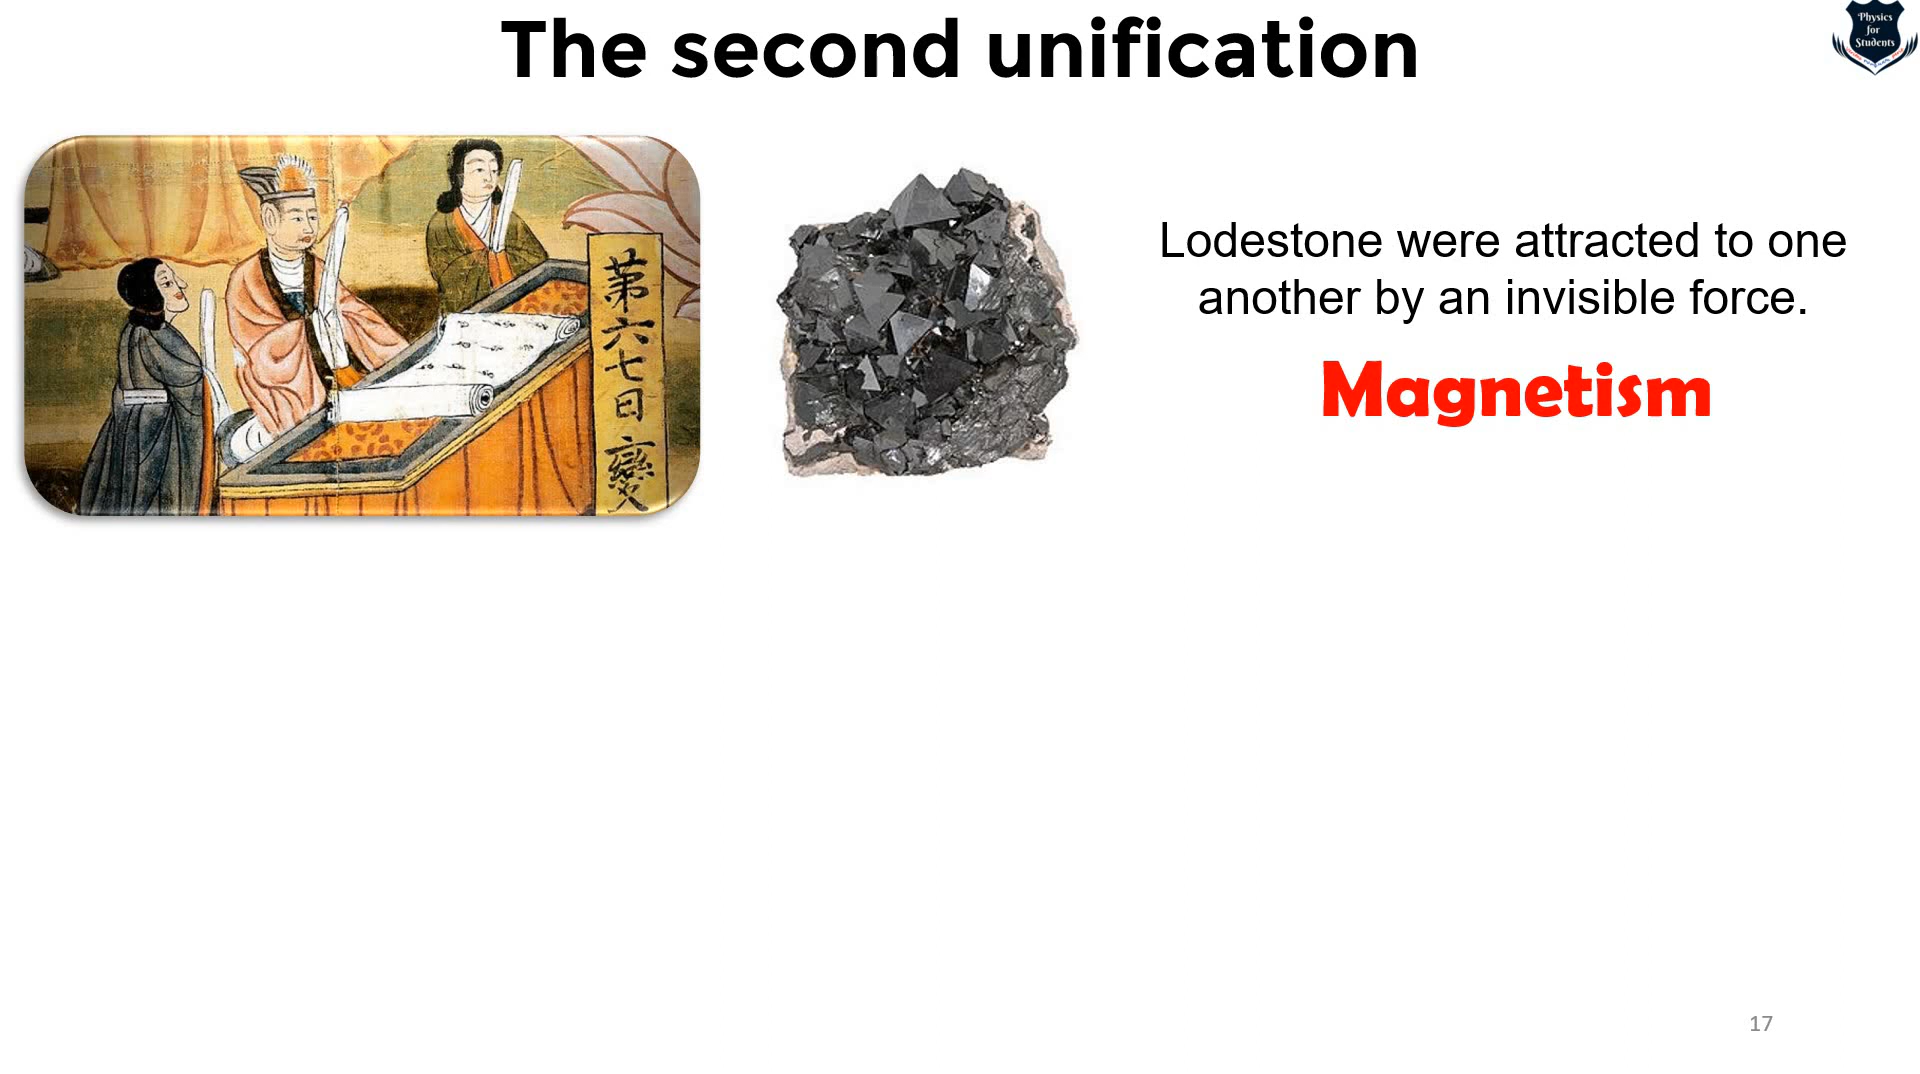 The second unification
Physics
for
Students
第六七日變
Lodestone were attracted to one
another by an invisible force.
Magnetism
17